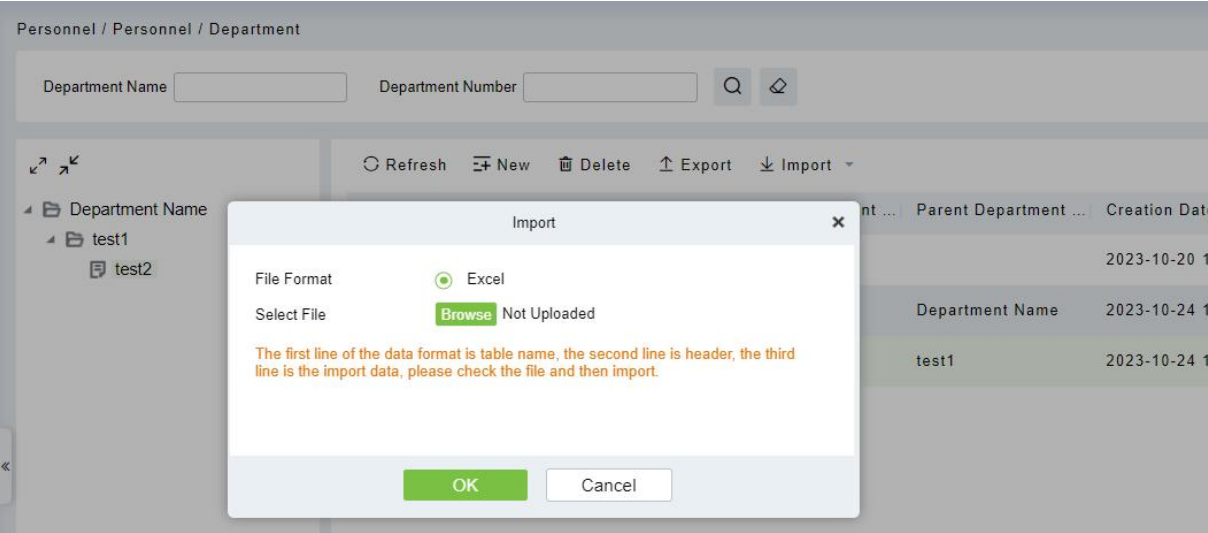 Personnel / Personnel / Department
Department Name
Department Number
Refresh New Delete Export Import
Department Name
test1
test2
nt ... Parent Department ... Creation Date
2023-10-20 1
Department Name 2023-10-24 1
test1 2023-10-24 1
Import
File Format Excel
Select File Browse Not Uploaded
The first line of the data format is table name, the second line is header, the third
line is the import data, please check the file and then import.
OK Cancel